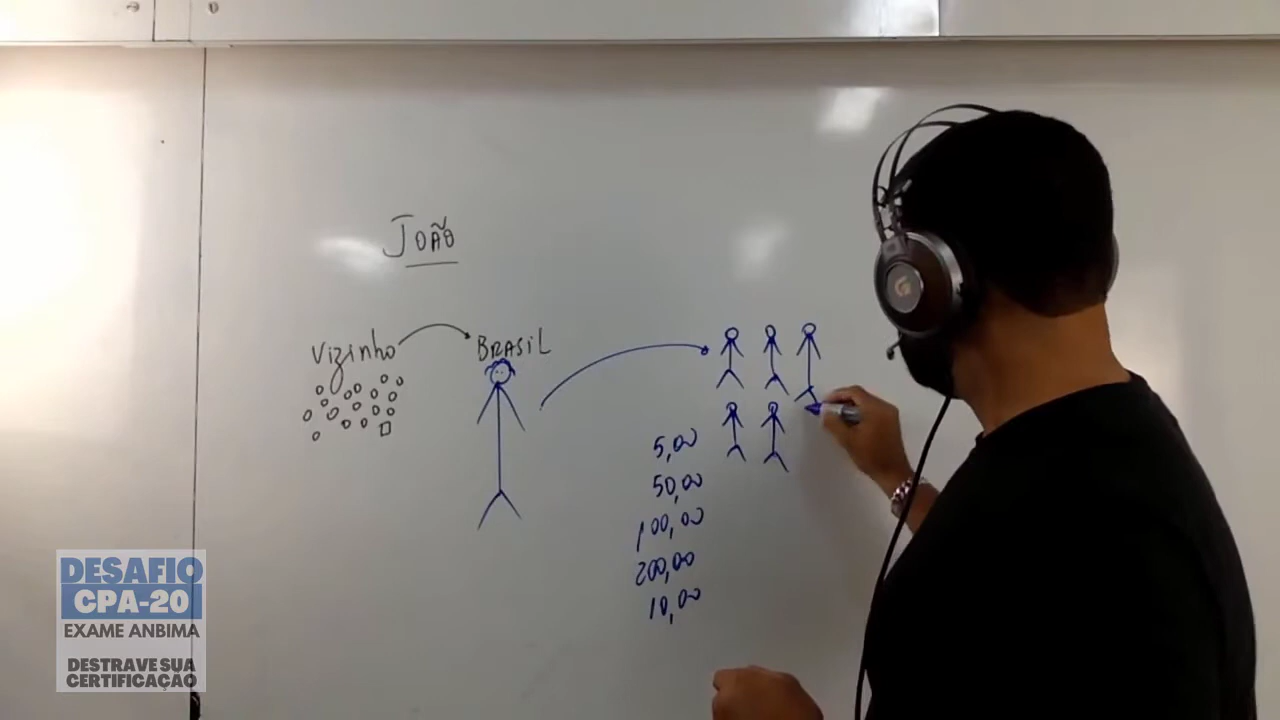 JOÃO
Vizinho
BRASIL
5,00
50,00
100,00
200,00
10,00
DESAFIO
CPA-20
EXAME ANBIMA
DESTRAVE SUA
CERTIFICAÇÃO